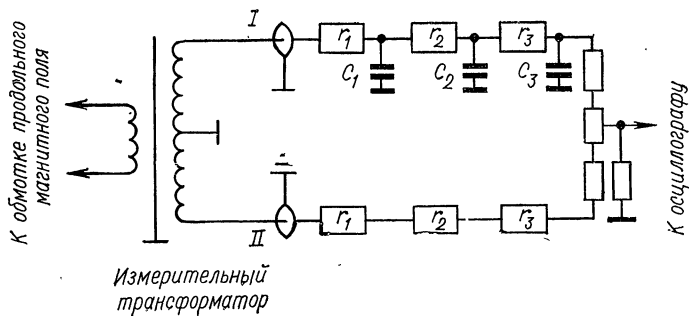 I
r₁
r₂
r₃
C₁
C₂
C₃
К обмотке продольного
магнитного поля
К осциллографу
II
r₁
r₂
r₃
Измерительный
трансформатор